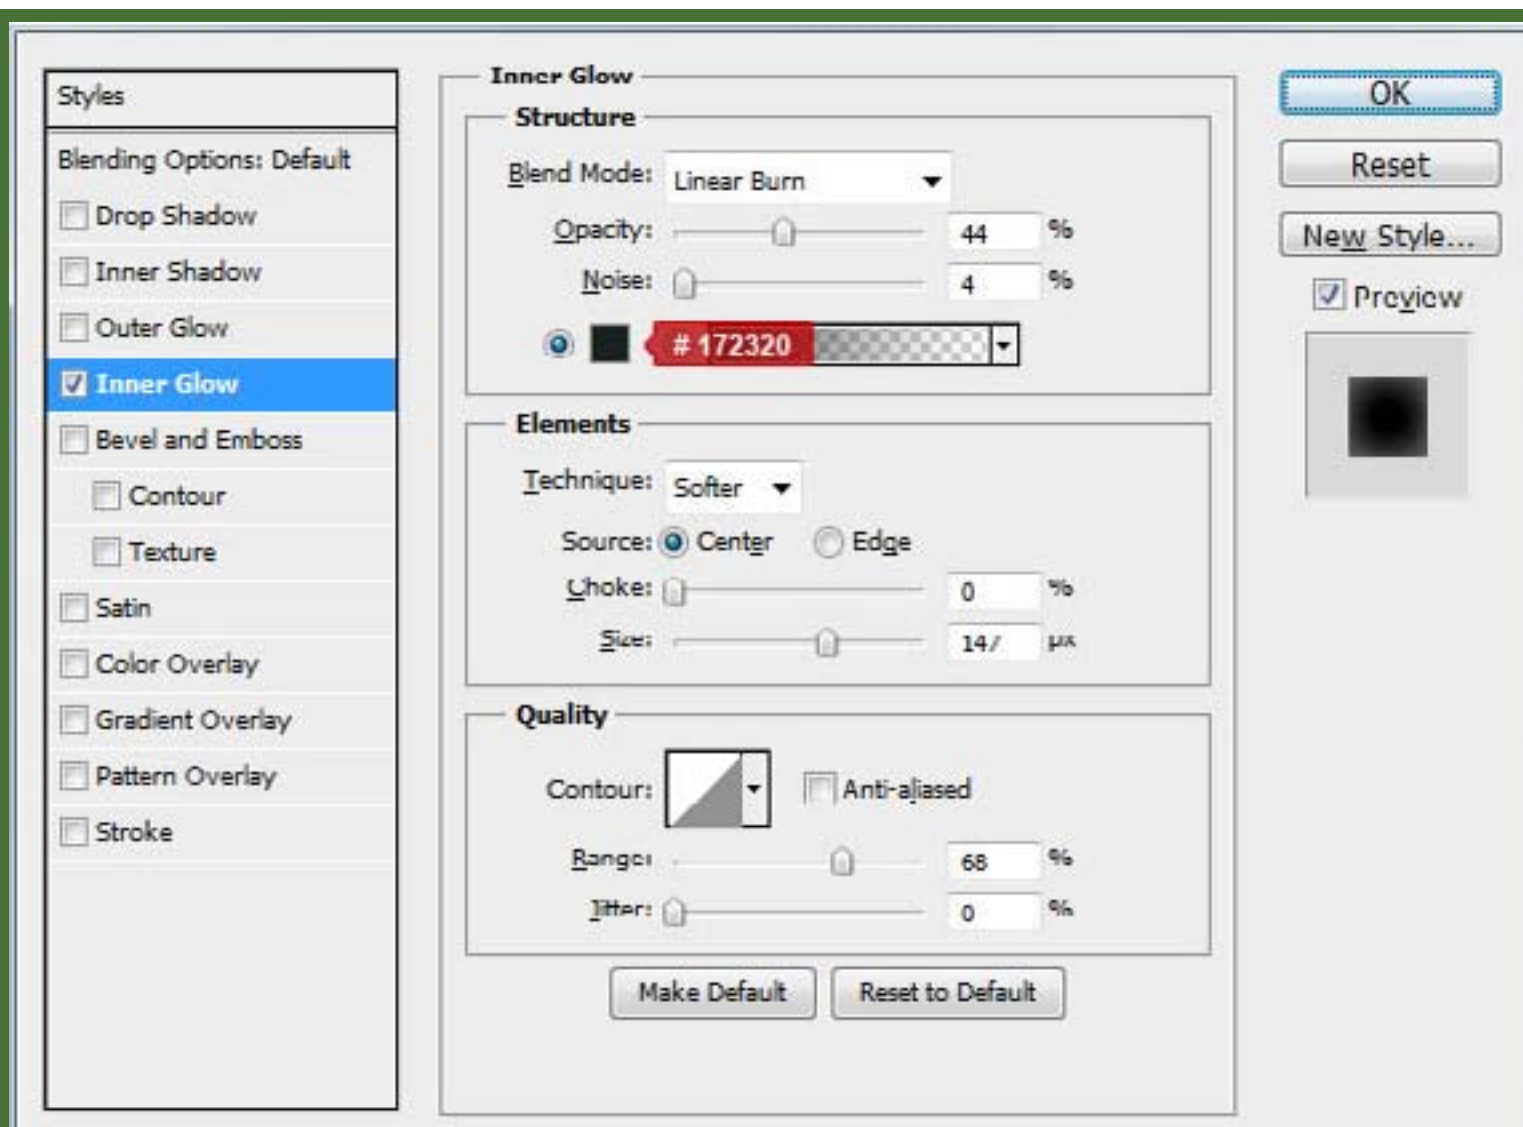 Styles
Blending Options: Default
Drop Shadow
Inner Shadow
Outer Glow
Inner Glow
Bevel and Emboss
Contour
Texture
Satin
Color Overlay
Gradient Overlay
Pattern Overlay
Stroke
Inner Glow
Structure
Blend Mode: Linear Burn
Opacity: 44 %
Noise: 4 %
# 172320
Elements
Technique: Softer
Source: Center Edge
Choke: 0 %
Size: 147 px
Quality
Contour: Anti-aliased
Range: 68 %
Jitter: 0 %
Make Default Reset to Default
OK
Reset
New Style...
Preview